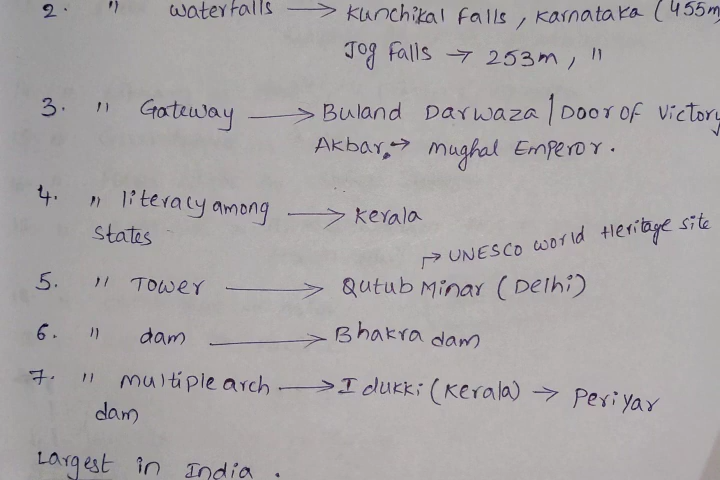 2. " waterfalls → Kunchikal Falls, Karnataka (455m
Jog Falls → 253m, "
3. " Gateway → Buland Darwaza / Door of Victory
Akbar, → Mughal Emperor.
4. " literacy among → Kerala
States
→ UNESCO World Heritage site
5. " Tower → Qutub Minar (Delhi)
6. " dam → Bhakra dam
7. " multiple arch → Idukki (Kerala) → Periyar
dam
Largest in India.